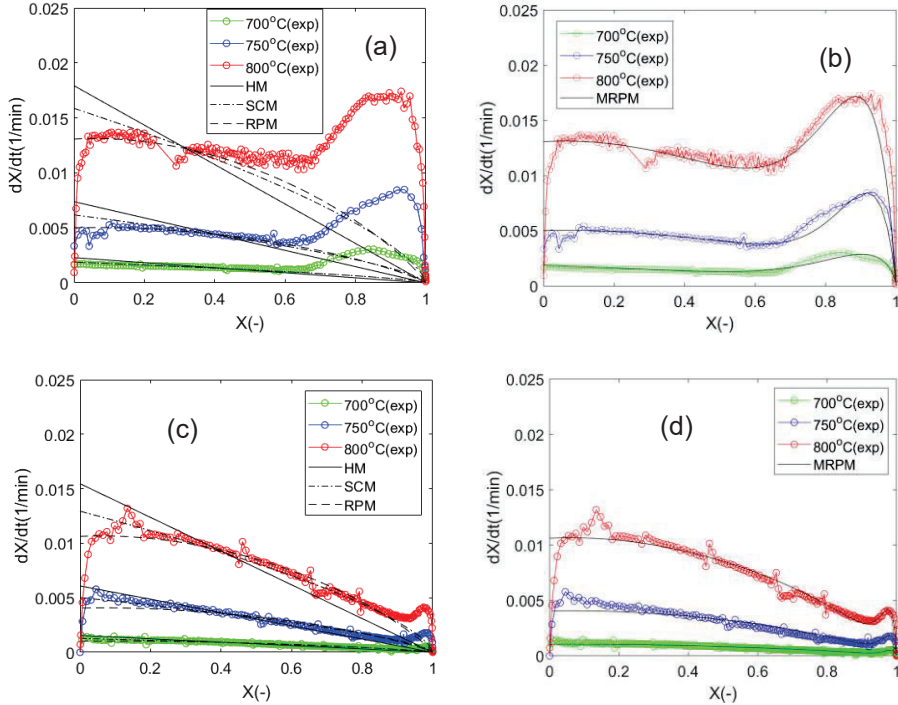 (a)
700°C(exp)
750°C(exp)
800°C(exp)
HM
SCM
RPM
0.025
0.02
0.015
0.01
0.005
0
dX/dt(1/min)
0 0.2 0.4 0.6 0.8 1
X(-)
(b)
700°C(exp)
750°C(exp)
800°C(exp)
MRPM
0.025
0.02
0.015
0.01
0.005
0
dX/dt(1/min)
0 0.2 0.4 0.6 0.8 1
X(-)
(c)
700°C(exp)
750°C(exp)
800°C(exp)
HM
SCM
RPM
0.025
0.02
0.015
0.01
0.005
0
dX/dt(1/min)
0 0.2 0.4 0.6 0.8 1
X(-)
(d)
700°C(exp)
750°C(exp)
800°C(exp)
MRPM
0.025
0.02
0.015
0.01
0.005
0
dX/dt(1/min)
0 0.2 0.4 0.6 0.8 1
X(-)